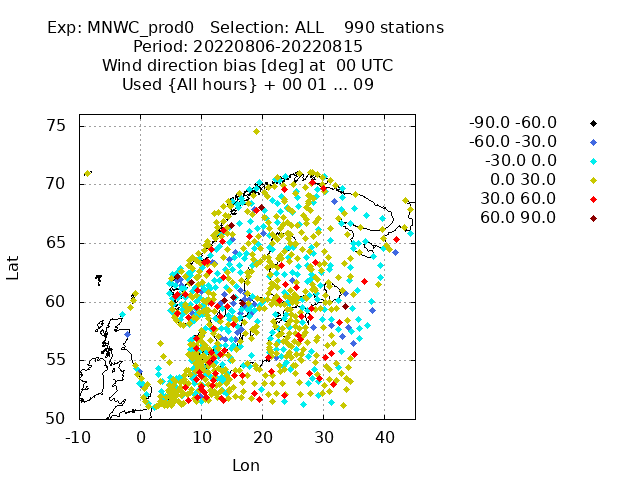 Exp: MNWC_prod0   Selection: ALL    990 stations
Period: 20220806-20220815
Wind direction bias [deg] at  00 UTC
Used {All hours} + 00 01 ... 09
-90.0 -60.0
-60.0 -30.0
-30.0 0.0
0.0 30.0
30.0 60.0
60.0 90.0
75
70
65
60
55
50
Lat
-10 0 10 20 30 40
Lon